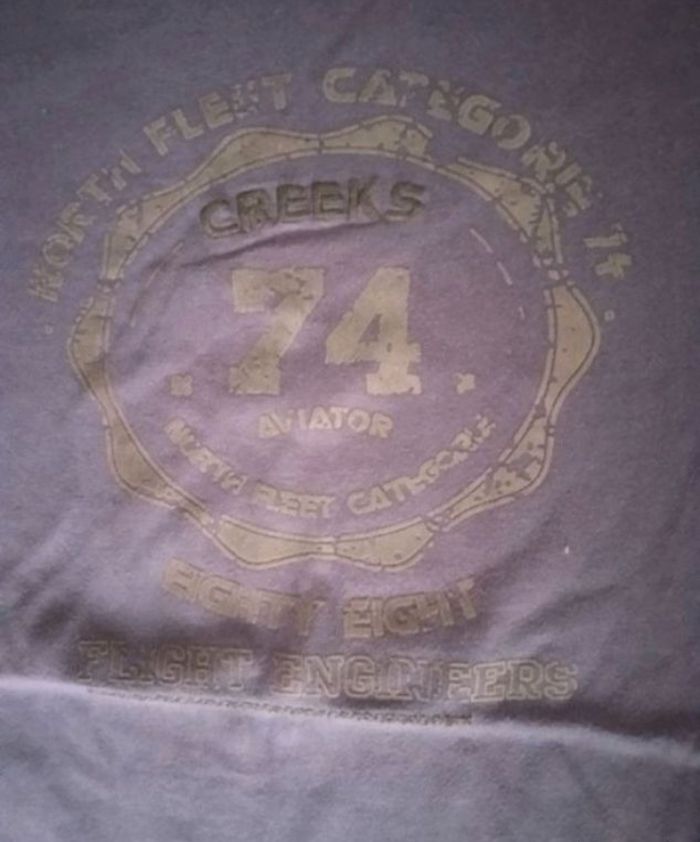 NORTH FLEET CATEGORIE 74
CREEKS
74
AVIATOR
NORTH FLEET CATEGORIE
EIGHTY EIGHT
FLIGHT ENGINEERS